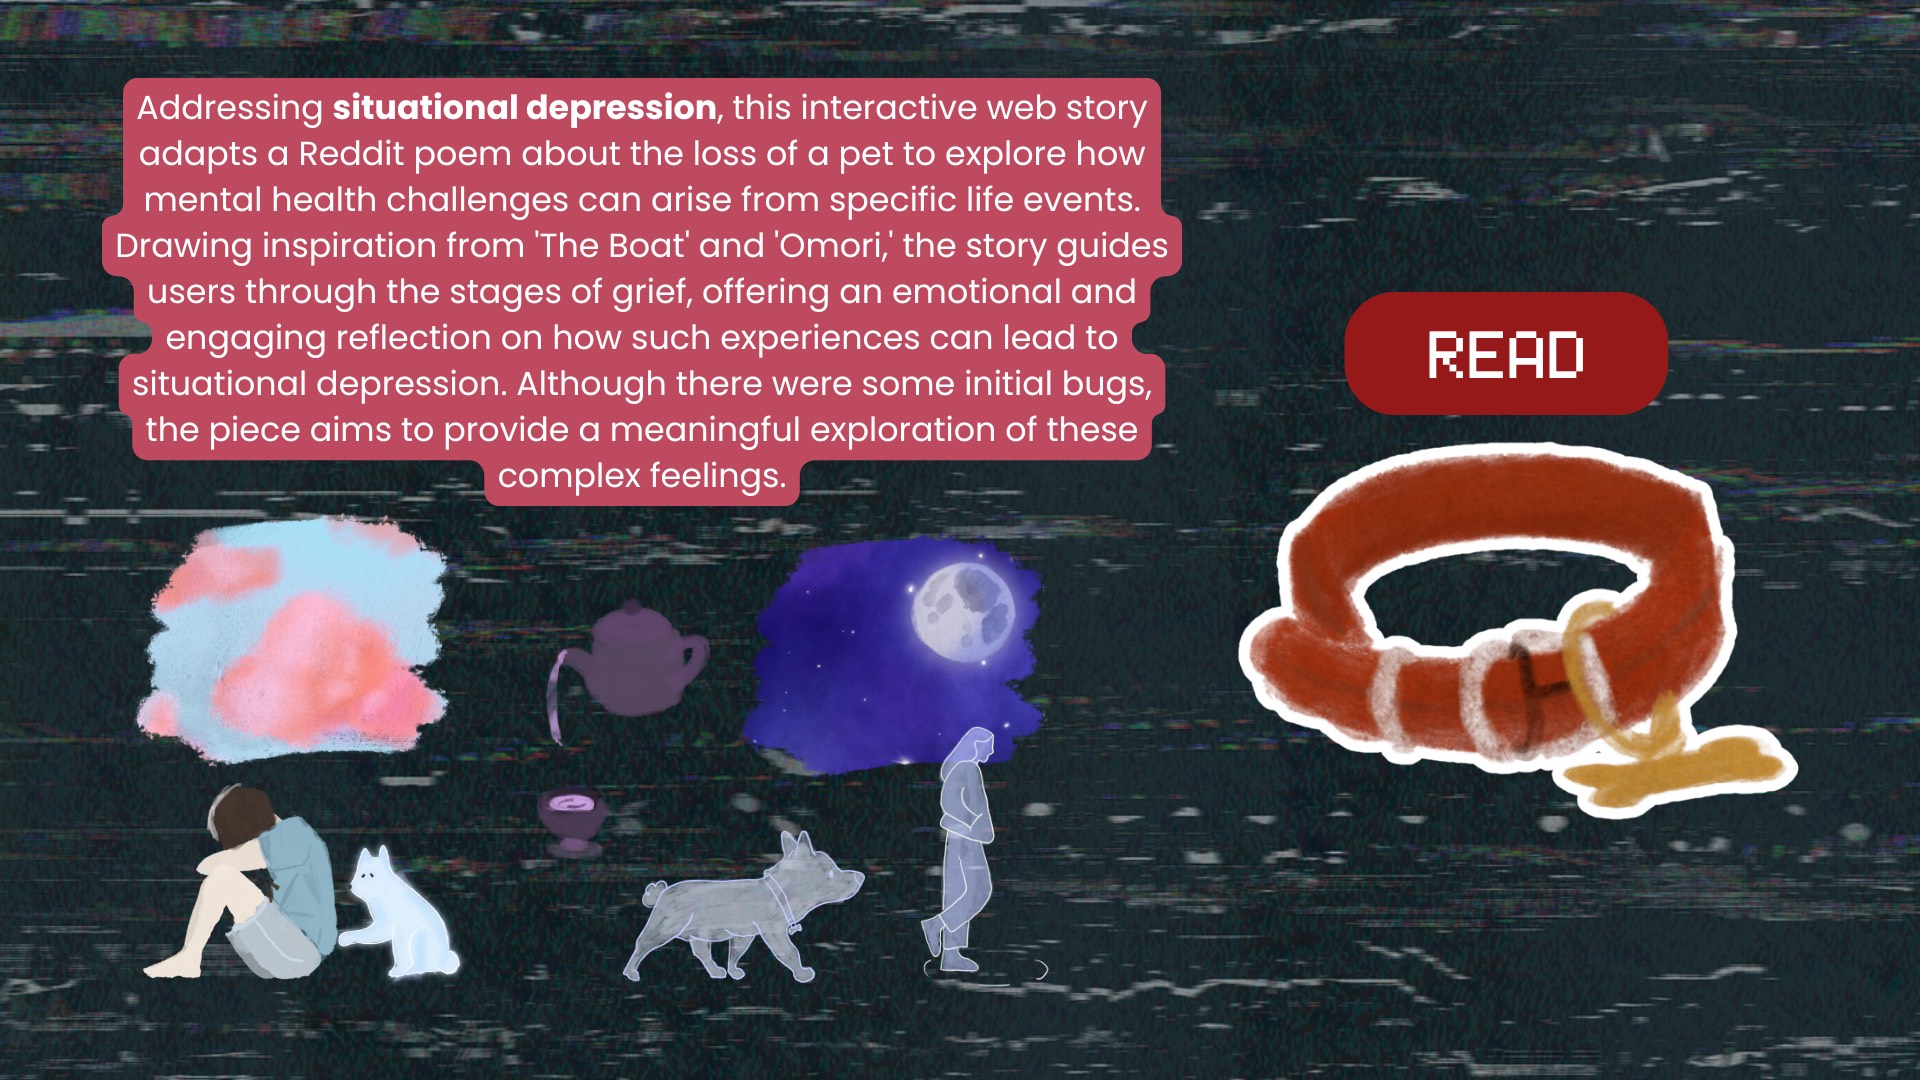 Addressing situational depression, this interactive web story
adapts a Reddit poem about the loss of a pet to explore how
mental health challenges can arise from specific life events.
Drawing inspiration from 'The Boat' and 'Omori,' the story guides
users through the stages of grief, offering an emotional and
engaging reflection on how such experiences can lead to
situational depression. Although there were some initial bugs,
the piece aims to provide a meaningful exploration of these
complex feelings.
READ